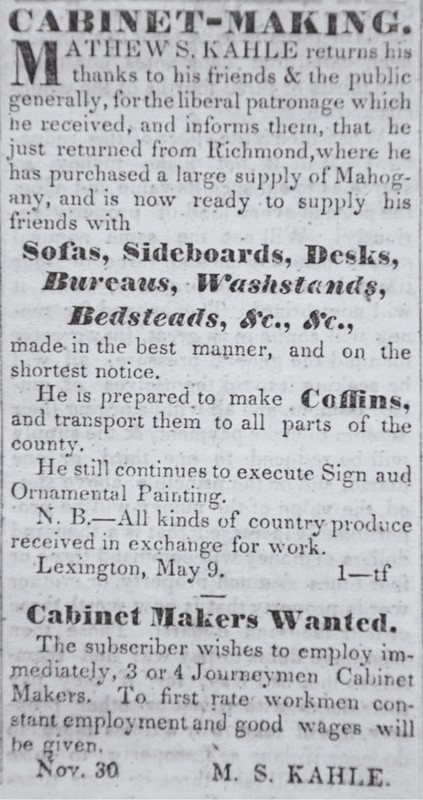 CABINET-MAKING.
MATHEW S. KAHLE returns his
thanks to his friends & the public
generally, for the liberal patronage which
he received, and informs them, that he
just returned from Richmond, where he
has purchased a large supply of Mahog-
any, and is now ready to supply his
friends with
Sofas, Sideboards, Desks,
Bureaus, Washstands,
Bedsteads, &c., &c.,
made in the best manner, and on the
shortest notice.
He is prepared to make Coffins,
and transport them to all parts of the
county.
He still continues to execute Sign aud
Ornamental Painting.
N. B.—All kinds of country produce
received in exchange for work.
Lexington, May 9. 1—tf
Cabinet Makers Wanted.
The subscriber wishes to employ im-
mediately, 3 or 4 Journeymen Cabinet
Makers. To first rate workmen con-
stant employment and good wages will
be given.
Nov. 30 M. S. KAHLE.